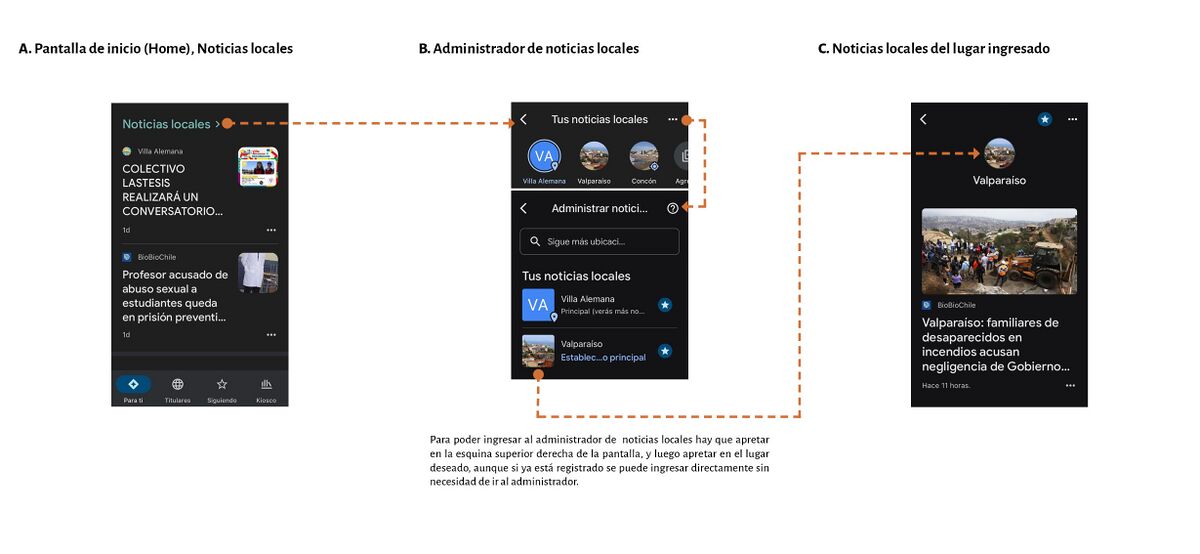 A. Pantalla de inicio (Home), Noticias locales
B. Administrador de noticias locales
C. Noticias locales del lugar ingresado
Noticias locales >
Villa Alemana
COLECTIVO
LASTESIS
REALIZARÁ UN
CONVERSATORIO...
1d
BioBioChile
Profesor acusado de
abuso sexual a
estudiantes queda
en prisión preventi...
1d
Para ti
Titulares
Siguiendo
Kiosco
Tus noticias locales
VA
Villa Alemana
Valparaíso
Concón
Agre
Administrar notici...
Sigue más ubicaci...
Tus noticias locales
VA
Villa Alemana
Principal (verás más no...
Valparaíso
Establec...o principal
Para poder ingresar al administrador de noticias locales hay que apretar
en la esquina superior derecha de la pantalla, y luego apretar en el lugar
deseado, aunque si ya está registrado se puede ingresar directamente sin
necesidad de ir al administrador.
Valparaíso
BioBioChile
Valparaíso: familiares de
desaparecidos en
incendios acusan
negligencia de Gobierno...
Hace 11 horas.